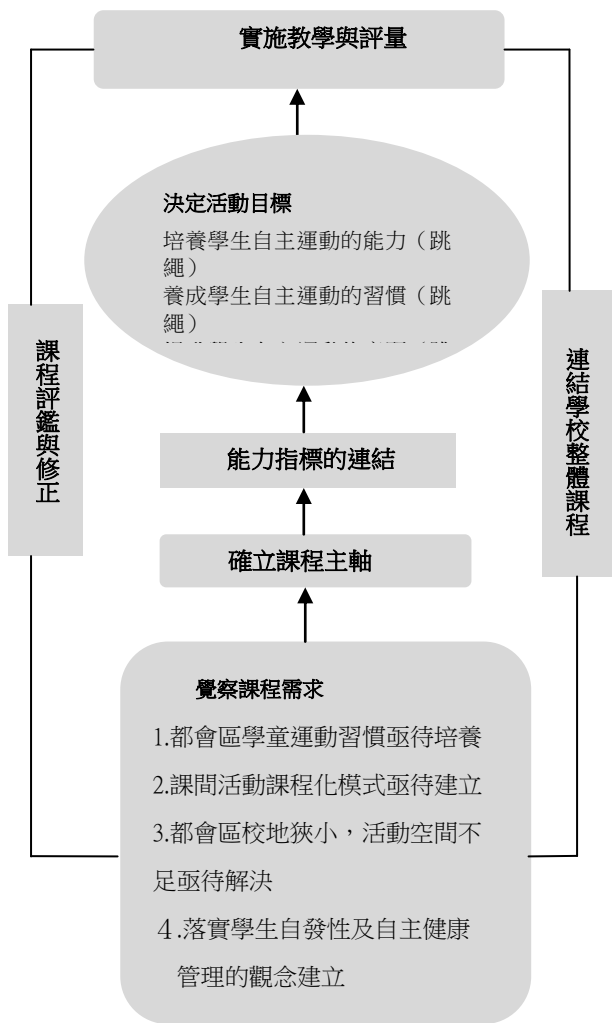 實施教學與評量
決定活動目標
培養學生自主運動的能力（跳
繩）
養成學生自主運動的習慣（跳
繩）
課程評鑑與修正
連結學校整體課程
能力指標的連結
確立課程主軸
覺察課程需求
1.都會區學童運動習慣亟待培養
2.課間活動課程化模式亟待建立
3.都會區校地狹小，活動空間不
足亟待解決
４.落實學生自發性及自主健康
管理的觀念建立